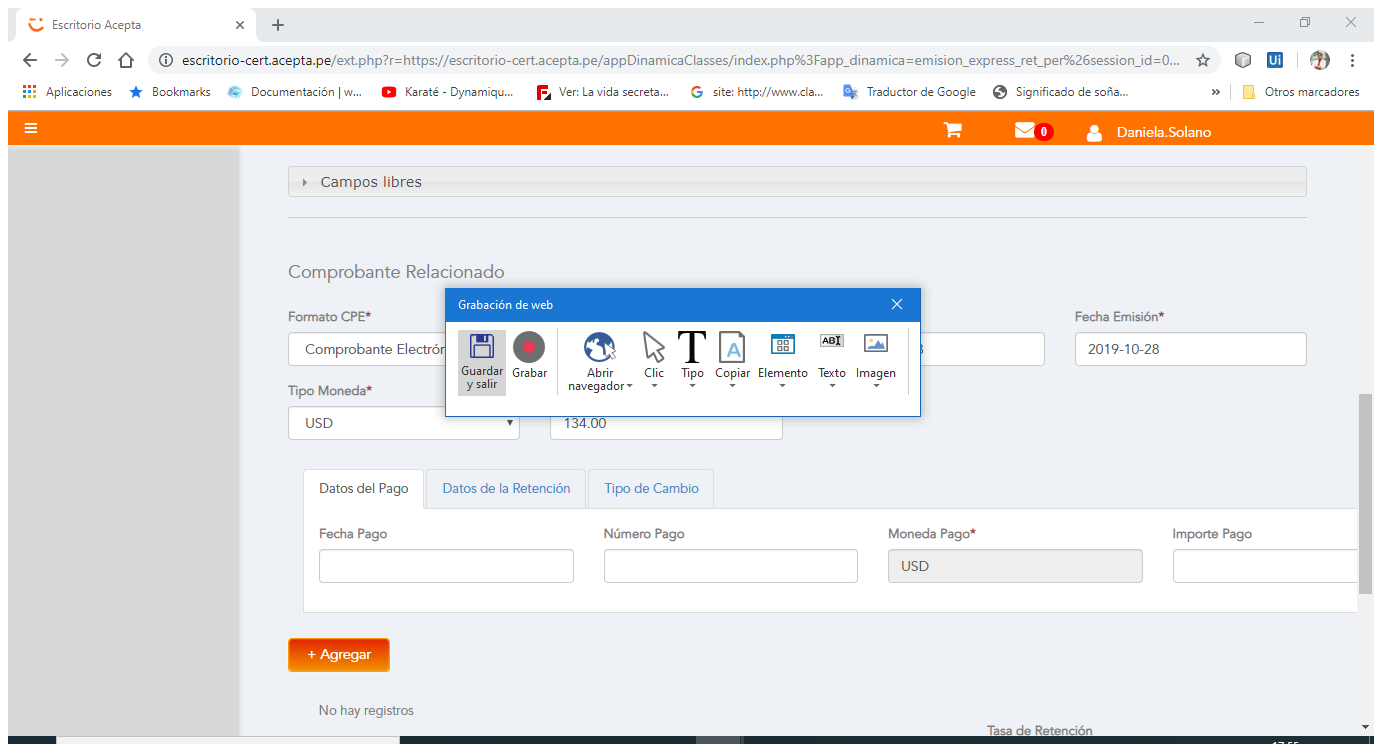 Escritorio Acepta
escritorio-cert.acepta.pe/ext.php?r=https://escritorio-cert.acepta.pe/appDinamicaClasses/index.php%3Fapp_dinamica=emision_express_ret_per%26session_id=0...
Aplicaciones Bookmarks Documentación | w... Karaté - Dynamiqu... Ver: La vida secreta... site: http://www.cla... Traductor de Google Significado de soña... » Otros marcadores
0 Daniela.Solano
Campos libres
Comprobante Relacionado
Grabación de web
Formato CPE* Fecha Emisión*
Guardar y salir Grabar Abrir navegador Clic Tipo Copiar Elemento Texto Imagen
Comprobante Electrón 2019-10-28
Tipo Moneda*
USD 134.00
Datos del Pago Datos de la Retención Tipo de Cambio
Fecha Pago Número Pago Moneda Pago* Importe Pago
USD
+ Agregar
No hay registros
Tasa de Retención